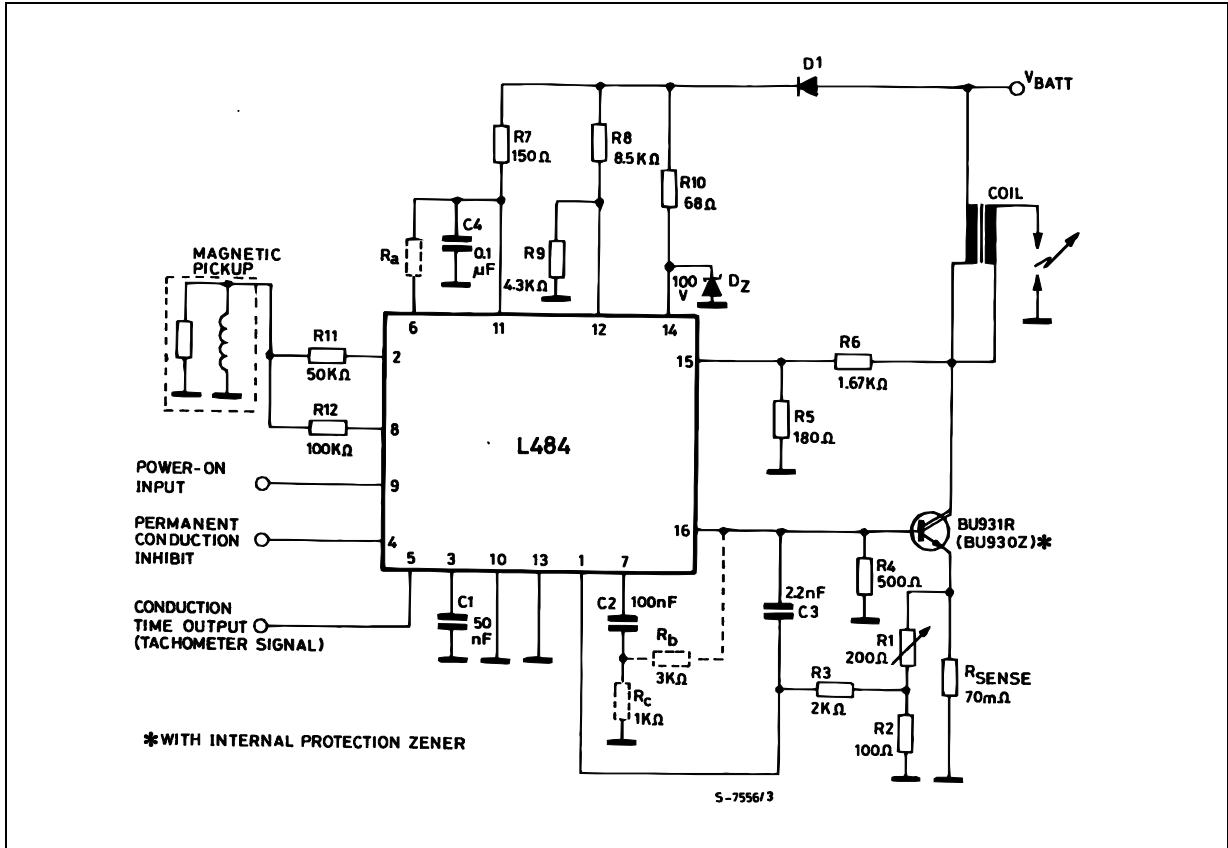 D1
VBATT
R7
150Ω
R8
8.5KΩ
R10
68Ω
COIL
C4
0.1
μF
Ra
R9
4.3KΩ
100
V
DZ
MAGNETIC
PICKUP
6
11
12
14
R11
50KΩ
2
15
R6
1.67KΩ
R12
100KΩ
8
R5
180Ω
L484
POWER-ON
INPUT
9
PERMANENT
CONDUCTION
INHIBIT
4
16
BU931R
(BU930Z)*
5
3
10
13
1
7
R4
500Ω
CONDUCTION
TIME OUTPUT
(TACHOMETER SIGNAL)
C1
50
nF
C2
100nF
2.2nF
C3
Rb
3KΩ
R1
200Ω
RSENSE
70mΩ
Rc
1KΩ
R3
2KΩ
R2
100Ω
*WITH INTERNAL PROTECTION ZENER
S-7556/3